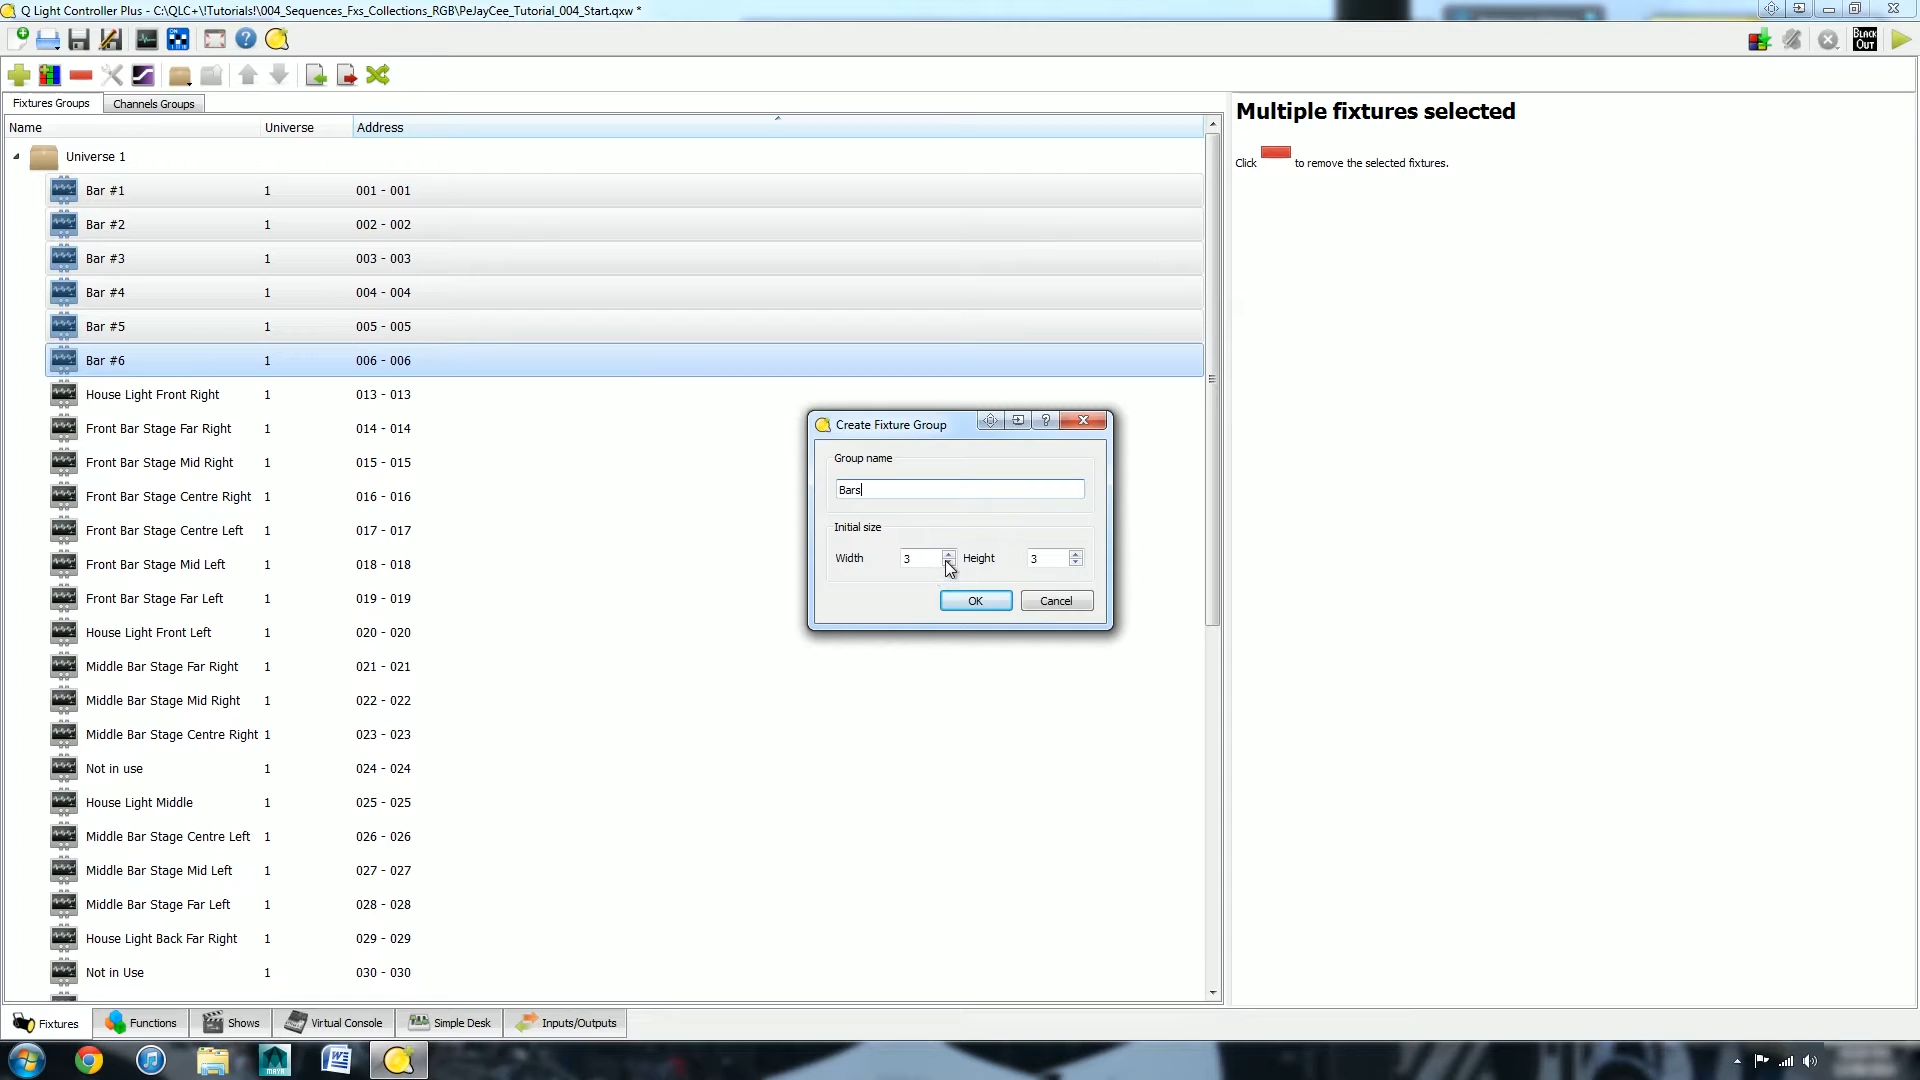 Q Light Controller Plus - C:\QLC+\!Tutorials!\004_Sequences_Fxs_Collections_RGB\PeJayCee_Tutorial_004_Start.qxw *
BLACK OUT
Fixtures Groups Channels Groups
Name Universe Address
Universe 1
Bar #1 1 001 - 001
Bar #2 1 002 - 002
Bar #3 1 003 - 003
Bar #4 1 004 - 004
Bar #5 1 005 - 005
Bar #6 1 006 - 006
House Light Front Right 1 013 - 013
Front Bar Stage Far Right 1 014 - 014
Front Bar Stage Mid Right 1 015 - 015
Front Bar Stage Centre Right 1 016 - 016
Front Bar Stage Centre Left 1 017 - 017
Front Bar Stage Mid Left 1 018 - 018
Front Bar Stage Far Left 1 019 - 019
House Light Front Left 1 020 - 020
Middle Bar Stage Far Right 1 021 - 021
Middle Bar Stage Mid Right 1 022 - 022
Middle Bar Stage Centre Right 1 023 - 023
Not in use 1 024 - 024
House Light Middle 1 025 - 025
Middle Bar Stage Centre Left 1 026 - 026
Middle Bar Stage Mid Left 1 027 - 027
Middle Bar Stage Far Left 1 028 - 028
House Light Back Far Right 1 029 - 029
Not in Use 1 030 - 030
Multiple fixtures selected
Click to remove the selected fixtures.
Create Fixture Group
Group name
Bars
Initial size
Width 3 Height 3
OK Cancel
Fixtures Functions Shows Virtual Console Simple Desk Inputs/Outputs
MAYA